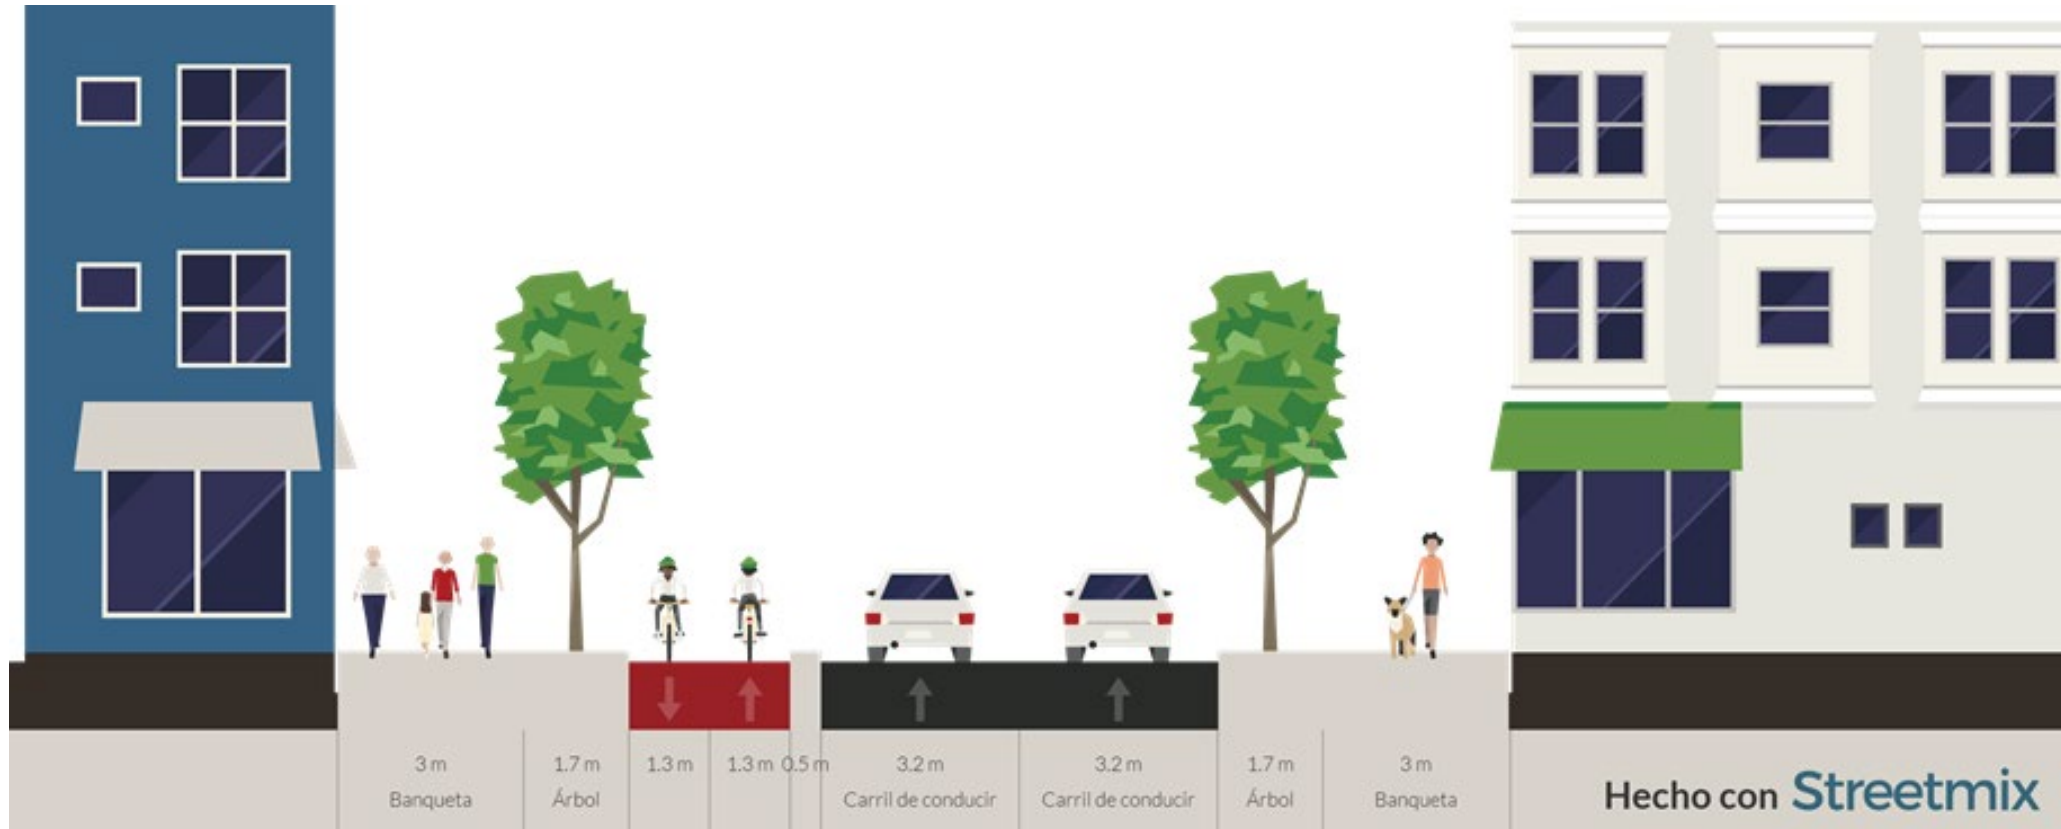 3 m
Banqueta
1.7 m
Árbol
1.3 m
1.3 m
0.5 m
3.2 m
Carril de conducir
3.2 m
Carril de conducir
1.7 m
Árbol
3 m
Banqueta
Hecho con Streetmix